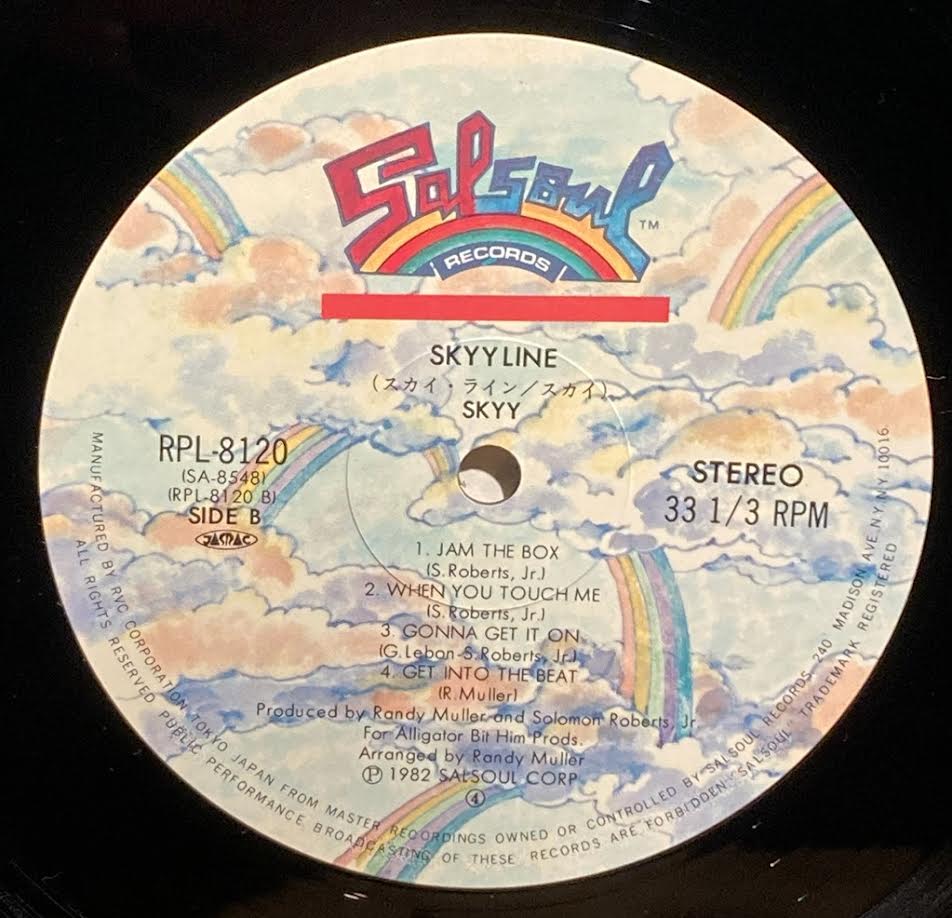 Salsoul
TM
RECORDS
SKYYLINE
(スカイ・ライン/スカイ)
SKYY
RPL-8120
(SA-8548)
(RPL-8120 B)
SIDE B
JASRAC
STEREO
33 1/3 RPM
1. JAM THE BOX
(S. Roberts, Jr.)
2. WHEN YOU TOUCH ME
(S. Roberts, Jr.)
3. GONNA GET IT ON
(G. Lebon-S. Roberts, Jr.)
4. GET INTO THE BEAT
(R. Muller)
Produced by Randy Muller and Solomon Roberts, Jr.
For Alligator Bit Him Prods.
Arranged by Randy Muller
Ⓟ 1982 SALSOUL CORP.
④
MANUFACTURED BY RVC CORPORATION, TOKYO JAPAN FROM MASTER RECORDINGS OWNED OR CONTROLLED BY SALSOUL RECORDS, 240 MADISON AVE. N.Y. N.Y. 10016.
ALL RIGHTS RESERVED PUBLIC PERFORMANCE BROADCASTING OF THESE RECORDS ARE FORBIDDEN "SALSOUL" TRADEMARK REGISTERED